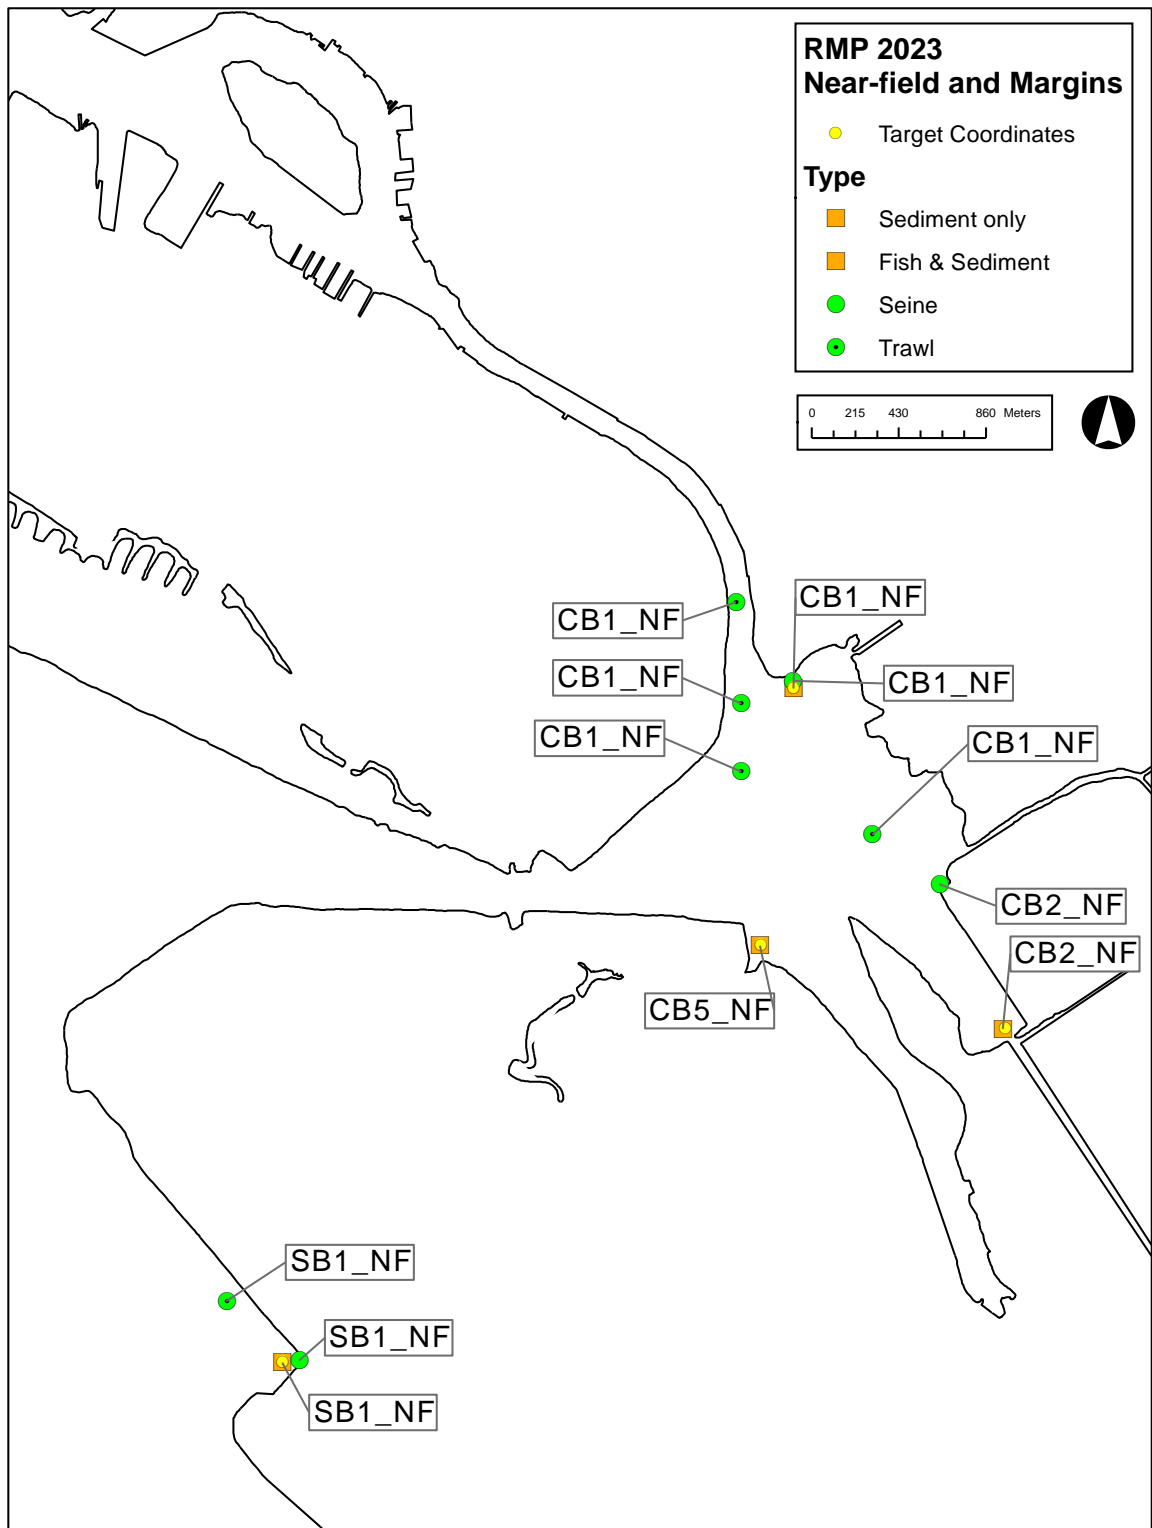 RMP 2023
Near-field and Margins
Target Coordinates
Type
Sediment only
Fish & Sediment
Seine
Trawl
0 215 430 860 Meters
CB1_NF
CB1_NF
CB1_NF
CB1_NF
CB1_NF
CB1_NF
CB2_NF
CB2_NF
CB5_NF
SB1_NF
SB1_NF
SB1_NF